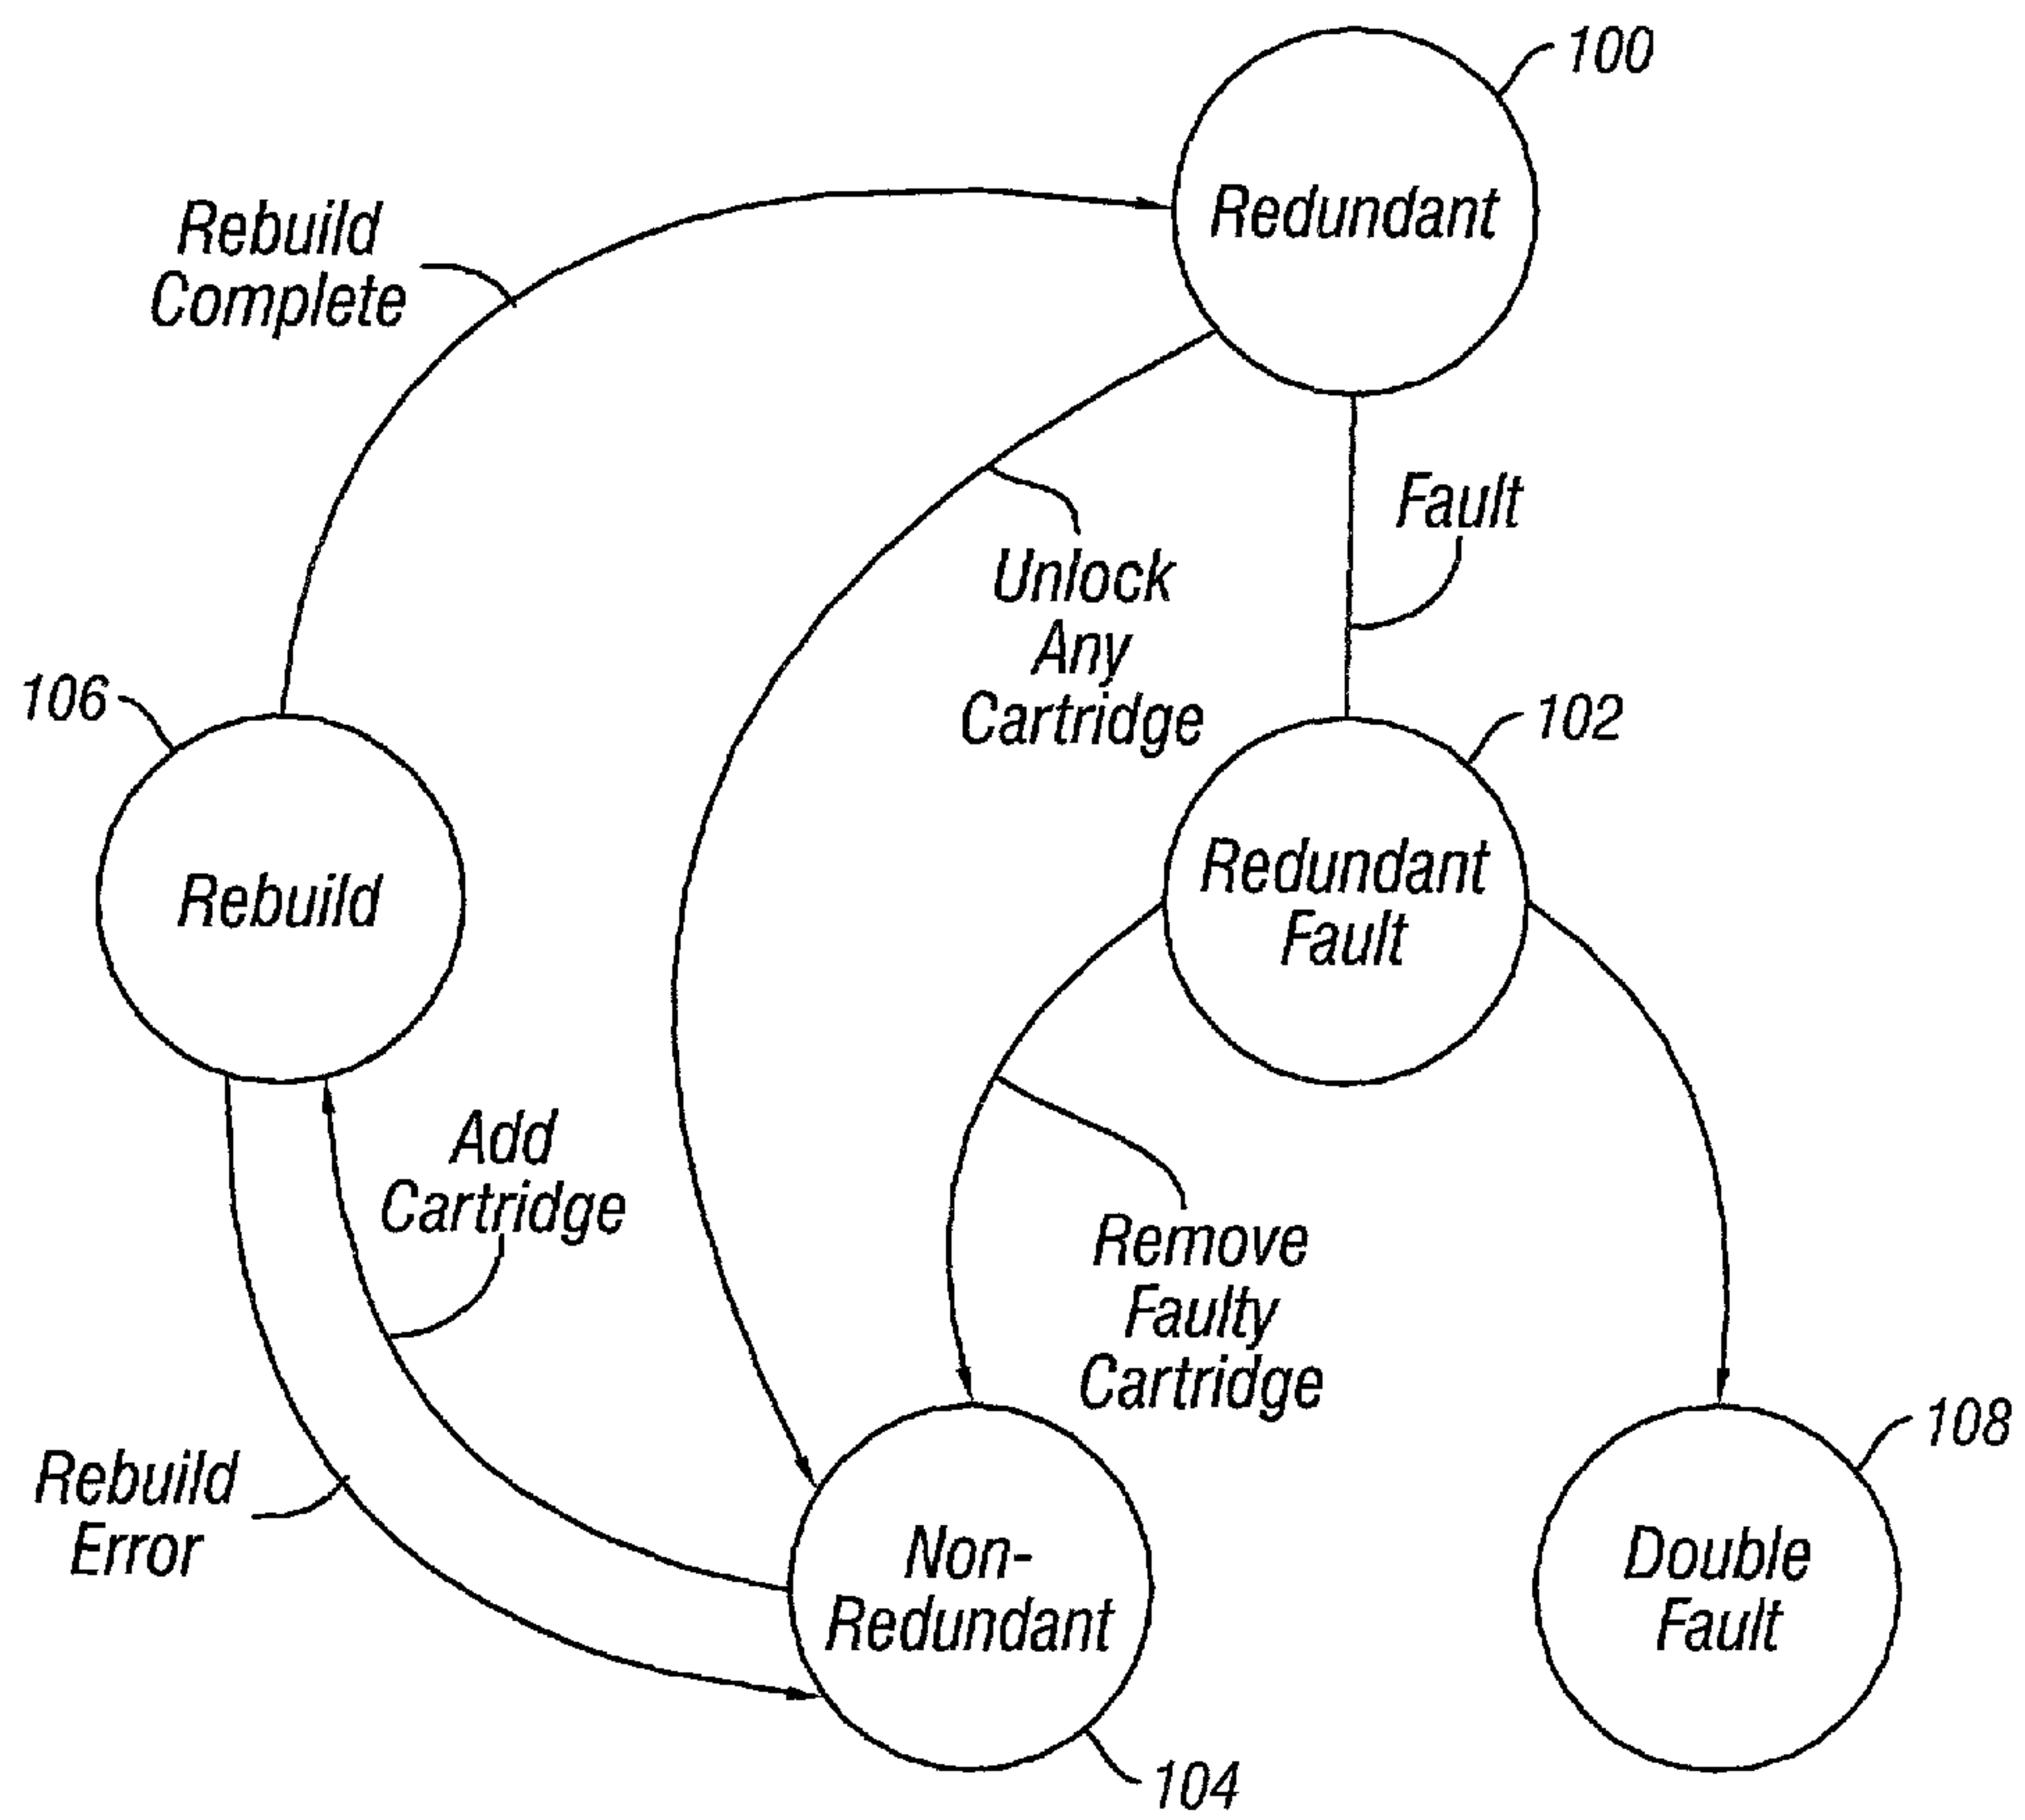 100
Redundant
Rebuild
Complete
Fault
Unlock
Any
Cartridge
106
102
Rebuild
Redundant
Fault
Add
Cartridge
Remove
Faulty
Cartridge
108
Rebuild
Error
Non-
Redundant
Double
Fault
104